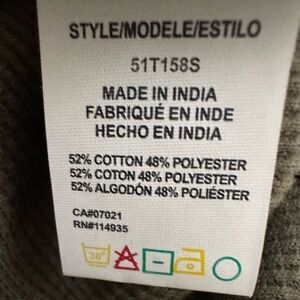 STYLE/MODELE/ESTILO
51T158S
MADE IN INDIA
FABRIQUÉ EN INDE
HECHO EN INDIA
52% COTTON 48% POLYESTER
52% COTON 48% POLYESTER
52% ALGODÓN 48% POLIÉSTER
CA#07021
RN#114935
30°